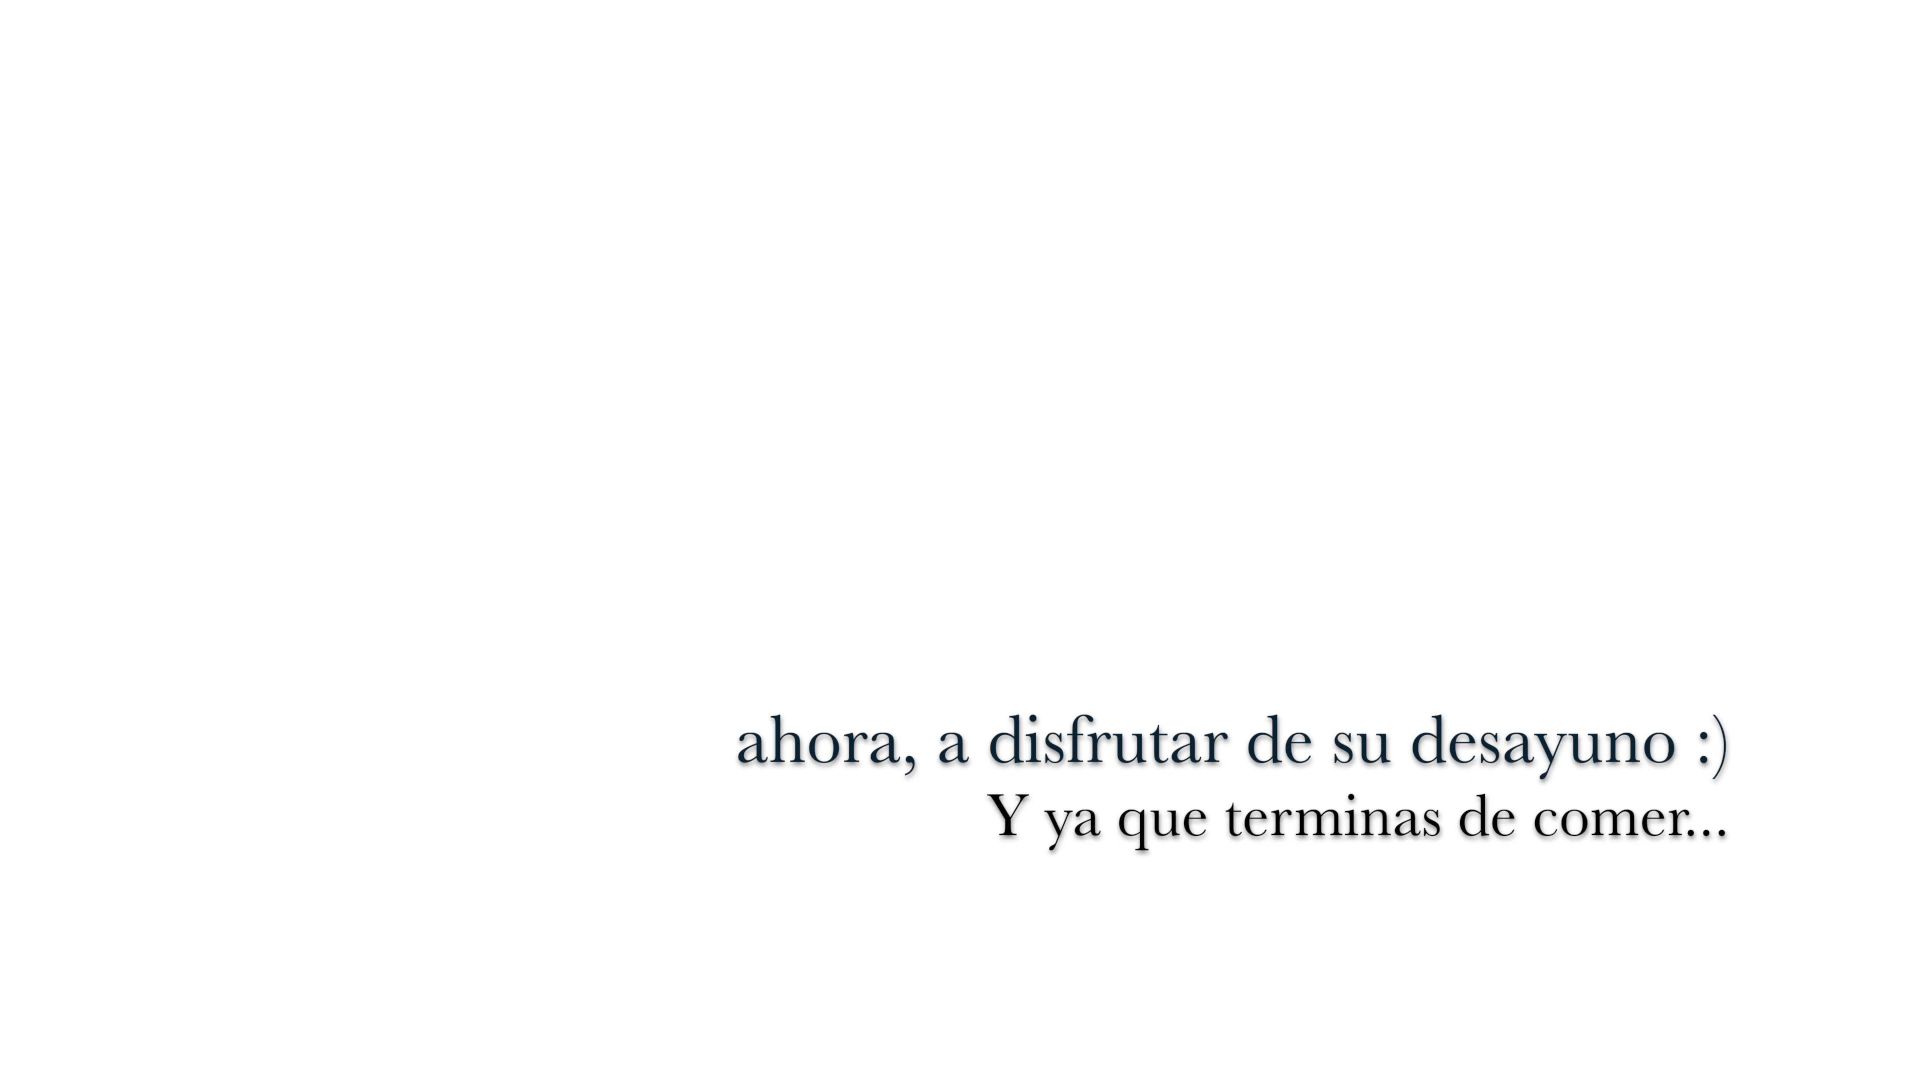 ahora, a disfrutar de su desayuno :)
Y ya que terminas de comer...